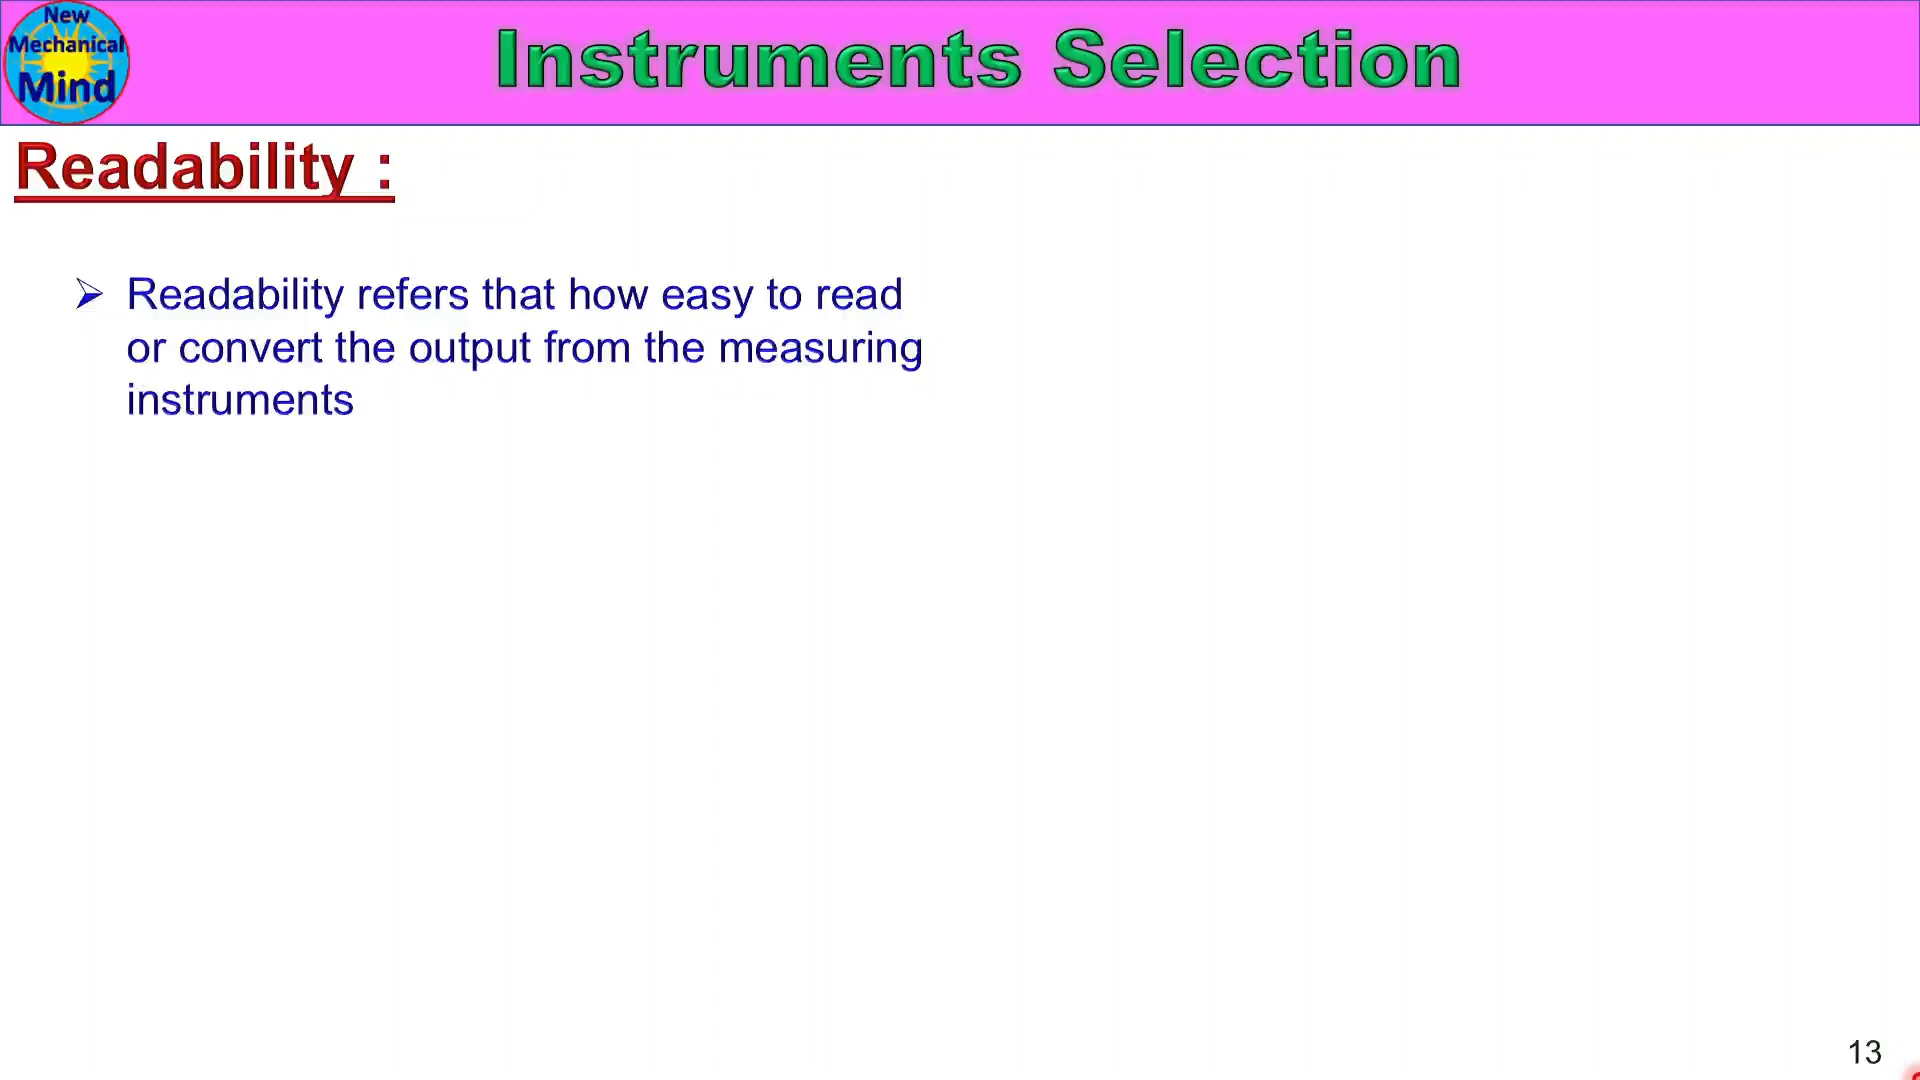 New
Mechanical
Mind
Instruments Selection
Readability :
➢ Readability refers that how easy to read
or convert the output from the measuring
instruments
13